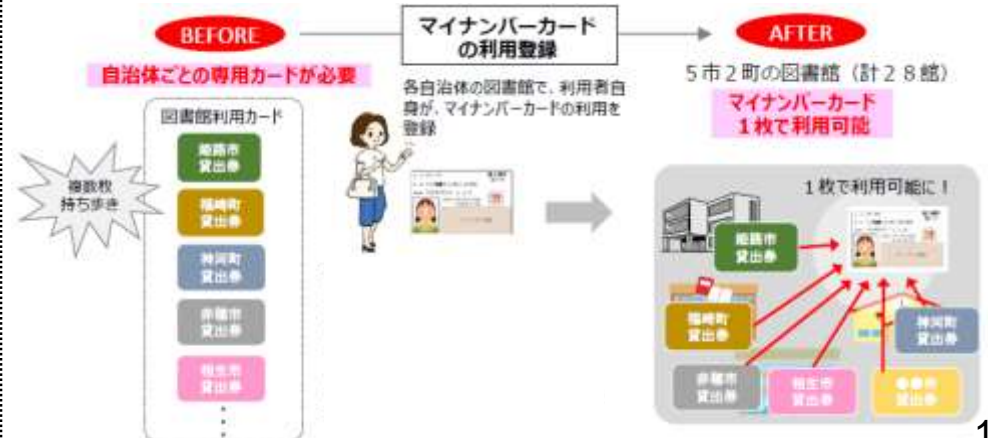 BEFORE
自治体ごとの専用カードが必要
図書館利用カード
姫路市
貸出券
福崎町
貸出券
神河町
貸出券
赤穂市
貸出券
相生市
貸出券
複数枚
持ち歩き
マイナンバーカード
の利用登録
各自治体の図書館で、利用者自
身が、マイナンバーカードの利用を
登録
AFTER
5市2町の図書館（計28館）
マイナンバーカード
1枚で利用可能
1枚で利用可能に！
姫路市
貸出券
福崎町
貸出券
神河町
貸出券
赤穂市
貸出券
相生市
貸出券
貸出券
1